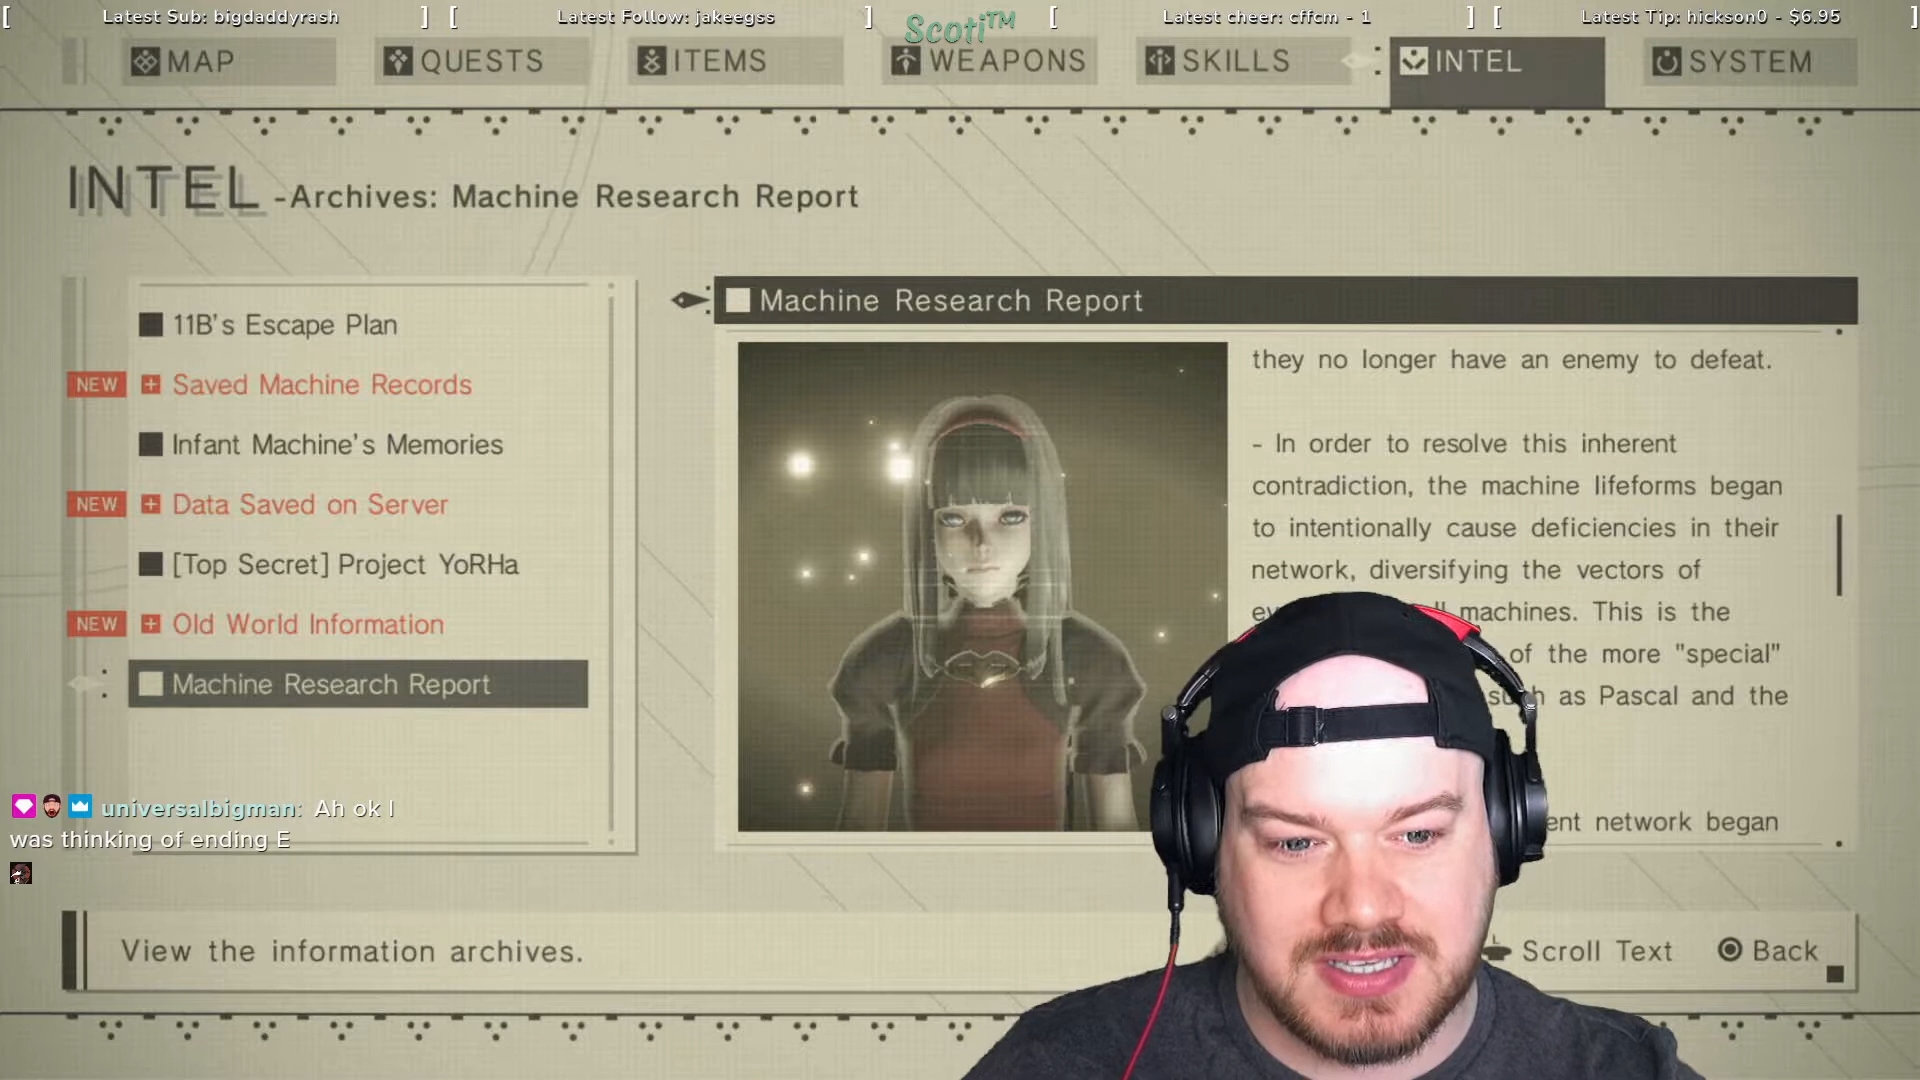 [ Latest Sub: bigdaddyrash ] [ Latest Follow: jakeegss ] Scoti™ [ Latest cheer: cffcm - 1 ] [ Latest Tip: hickson0 - $6.95 ]
MAP QUESTS ITEMS WEAPONS SKILLS INTEL SYSTEM
INTEL -Archives: Machine Research Report
11B's Escape Plan
NEW Saved Machine Records
Infant Machine's Memories
NEW Data Saved on Server
[Top Secret] Project YoRHa
NEW Old World Information
Machine Research Report
Machine Research Report
they no longer have an enemy to defeat.
- In order to resolve this inherent
contradiction, the machine lifeforms began
to intentionally cause deficiencies in their
network, diversifying the vectors of
machines. This is the
of the more "special"
such as Pascal and the
network began
universalbigman: Ah ok I
was thinking of ending E
View the information archives.
Scroll Text Back